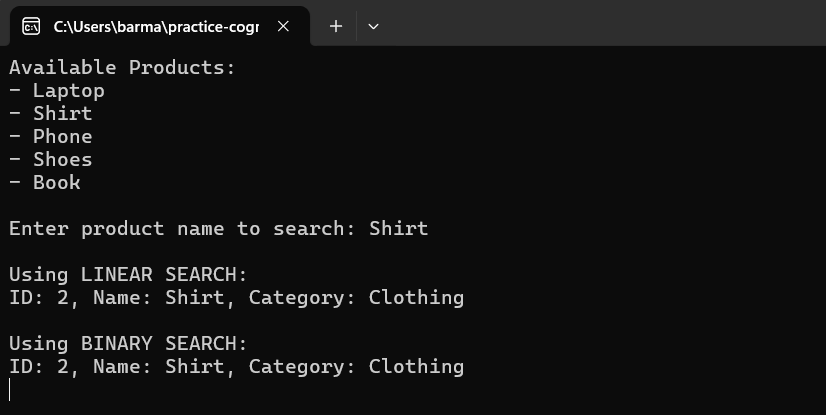 C:\Users\barma\practice-cogr
Available Products:
- Laptop
- Shirt
- Phone
- Shoes
- Book
Enter product name to search: Shirt
Using LINEAR SEARCH:
ID: 2, Name: Shirt, Category: Clothing
Using BINARY SEARCH:
ID: 2, Name: Shirt, Category: Clothing